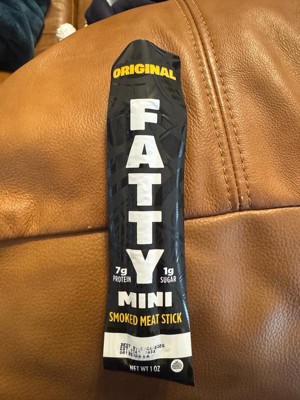 ORIGINAL
FATTY
7g 1g
PROTEIN SUGAR
MINI
SMOKED MEAT STICK
NET WT 1 OZ